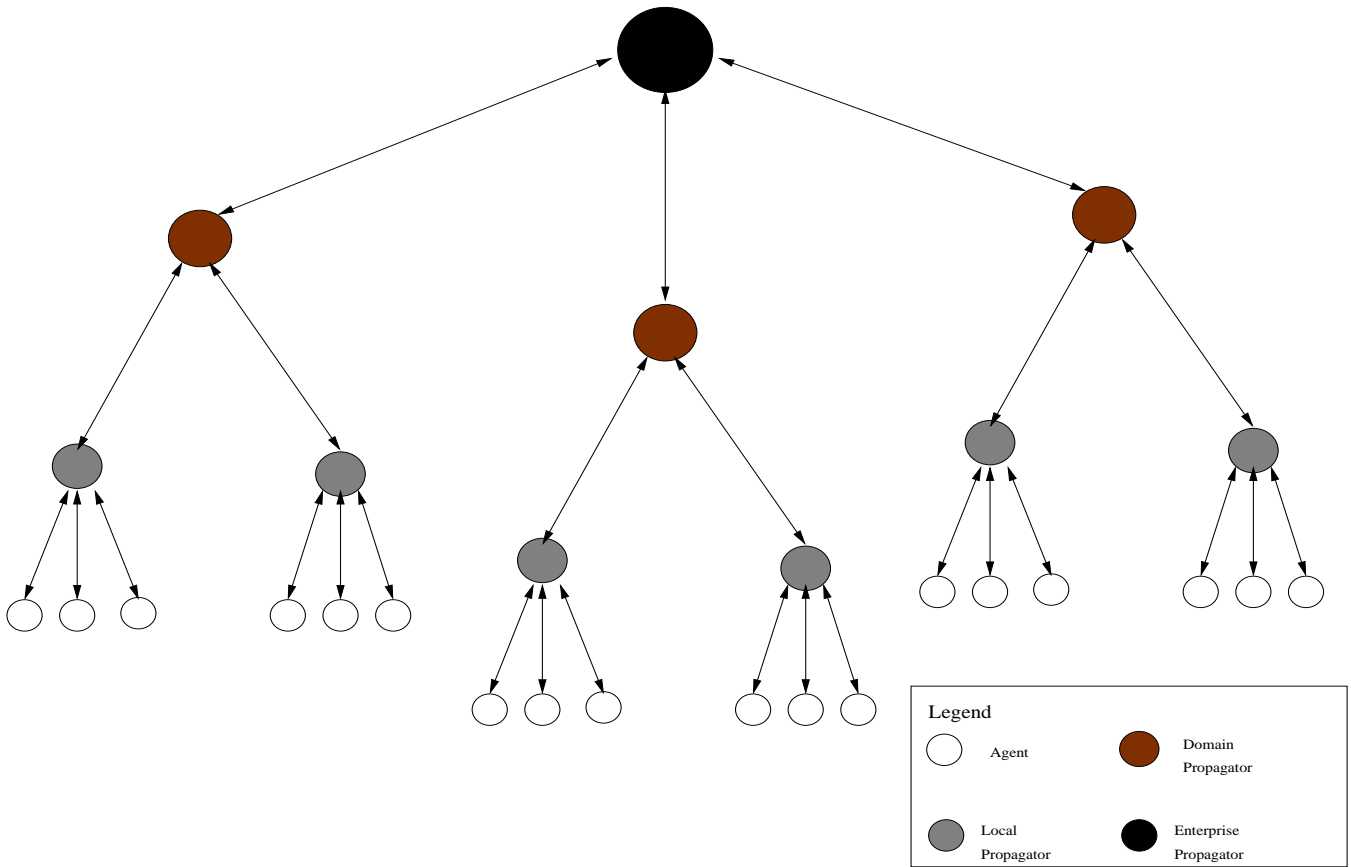 Legend
Agent
Domain
Propagator
Local
Propagator
Enterprise
Propagator